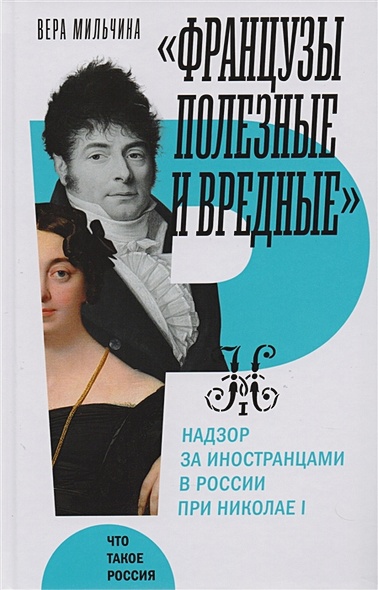 ВЕРА МИЛЬЧИНА
«ФРАНЦУЗЫ
ПОЛЕЗНЫЕ
И ВРЕДНЫЕ»
Н
I
НАДЗОР
ЗА ИНОСТРАНЦАМИ
В РОССИИ
ПРИ НИКОЛАЕ I
ЧТО
ТАКОЕ
РОССИЯ